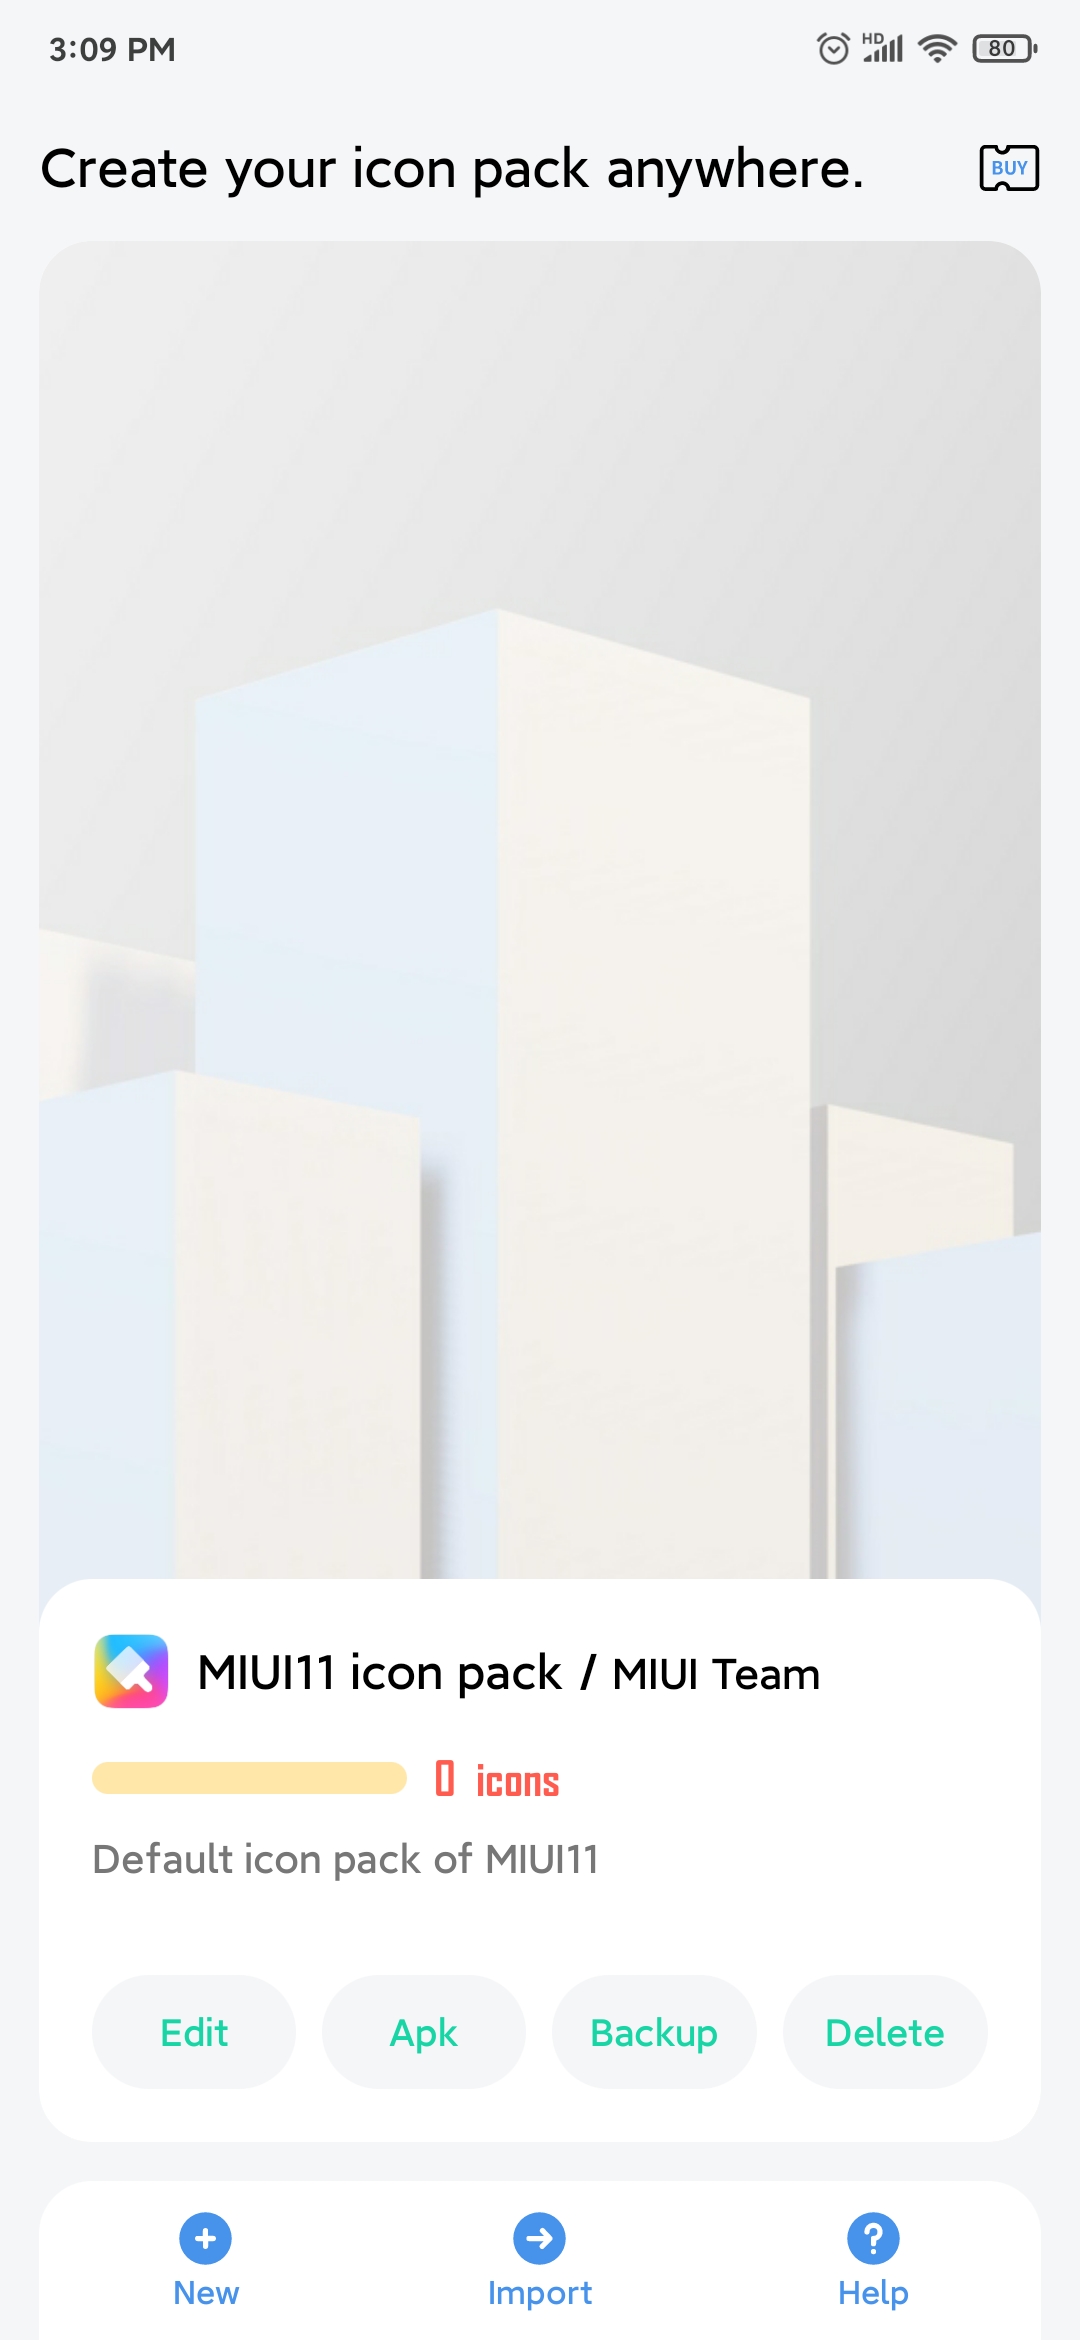 3:09 PM HD 80
Create your icon pack anywhere. BUY
MIUI11 icon pack / MIUI Team
0 icons
Default icon pack of MIUI11
Edit Apk Backup Delete
New Import Help